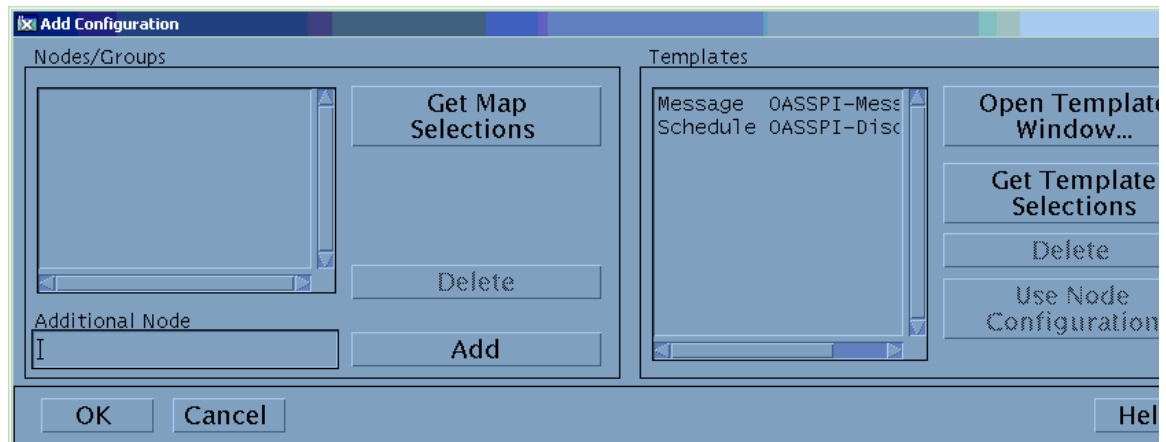 Add Configuration
Nodes/Groups
Get Map
Selections
Delete
Additional Node
Add
Templates
Message OASSPI-Mess
Schedule OASSPI-Disc
Open Template
Window...
Get Template
Selections
Delete
Use Node
Configuration
OK
Cancel
Hel